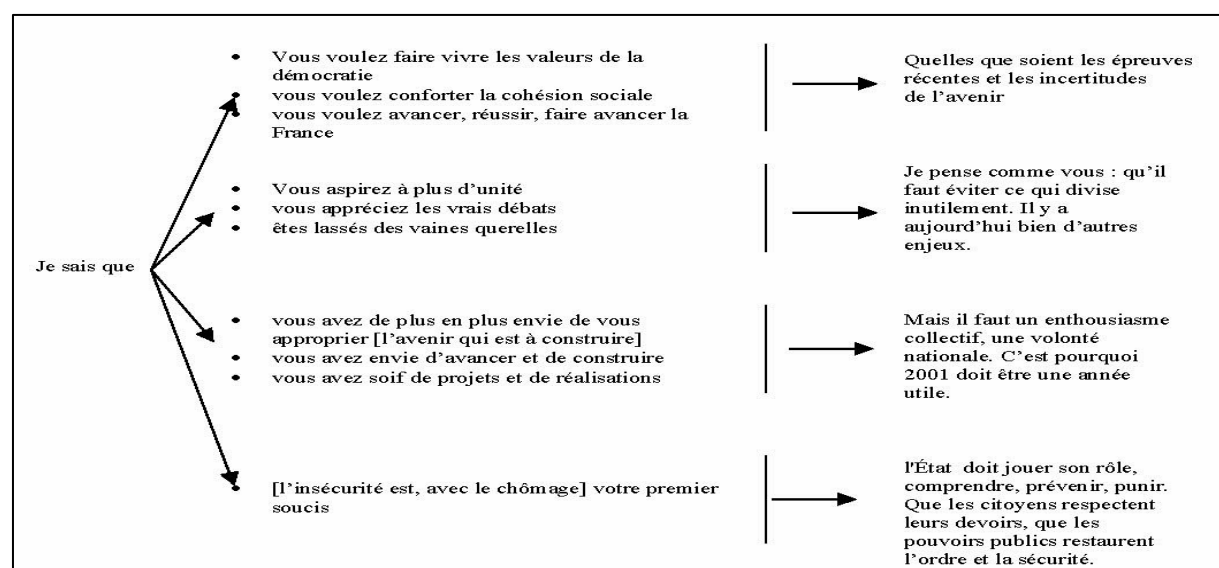 Je sais que
• Vous voulez faire vivre les valeurs de la
démocratie
• vous voulez conforter la cohésion sociale
• vous voulez avancer, réussir, faire avancer la
France
Quelles que soient les épreuves
récentes et les incertitudes
de l’avenir
• Vous aspirez à plus d’unité
• vous appréciez les vrais débats
• êtes lassés des vaines querelles
Je pense comme vous : qu’il
faut éviter ce qui divise
inutilement. Il y a
aujourd’hui bien d’autres
enjeux.
• vous avez de plus en plus envie de vous
approprier [l’avenir qui est à construire]
• vous avez envie d’avancer et de construire
• vous avez soif de projets et de réalisations
Mais il faut un enthousiasme
collectif, une volonté
nationale. C’est pourquoi
2001 doit être une année
utile.
• [l’insécurité est, avec le chômage] votre premier
soucis
l'État doit jouer son rôle,
comprendre, prévenir, punir.
Que les citoyens respectent
leurs devoirs, que les
pouvoirs publics restaurent
l’ordre et la sécurité.